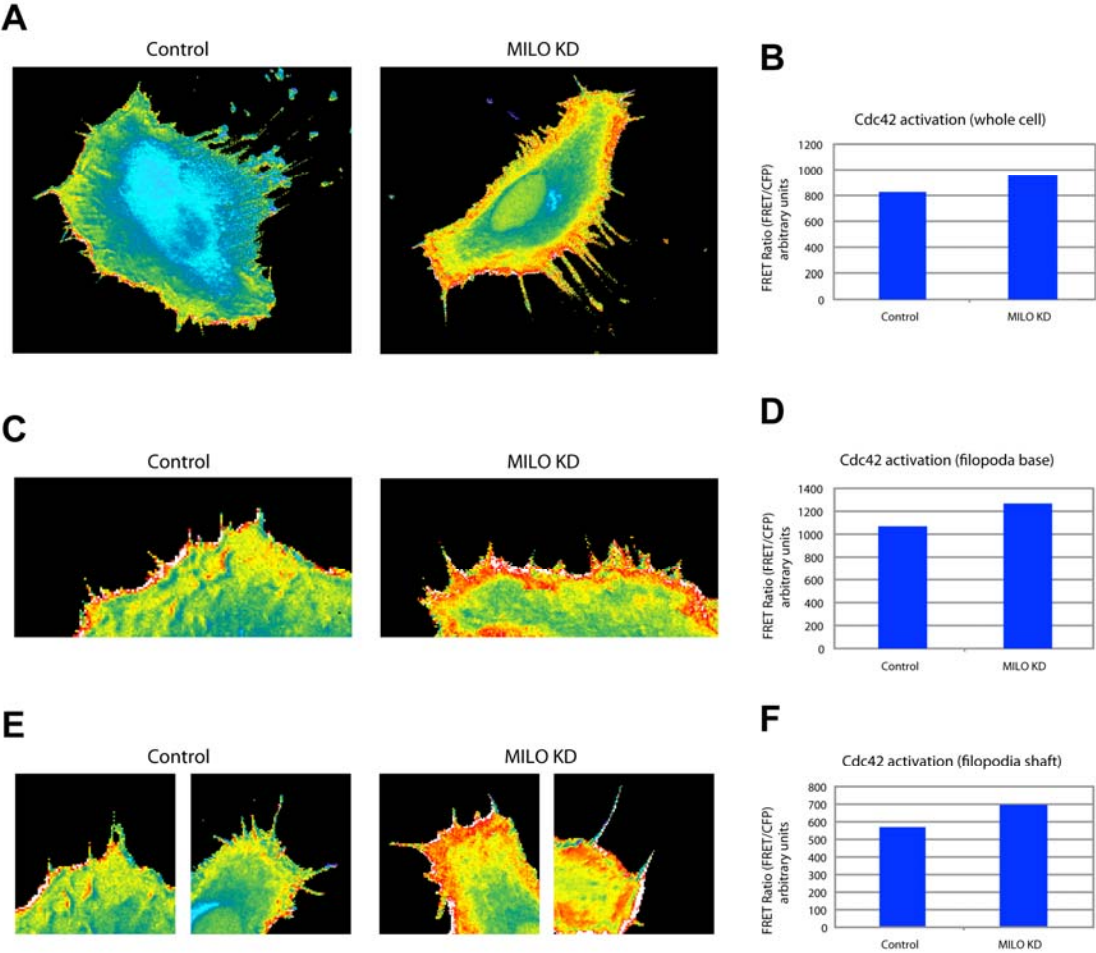 A
Control
MILO KD
B
Cdc42 activation (whole cell)
FRET Ratio (FRET/CFP)
arbitrary units
1200
1000
800
600
400
200
0
Control
MILO KD
C
Control
MILO KD
D
Cdc42 activation (filopoda base)
FRET Ratio (FRET/CFP)
arbitrary units
1400
1200
1000
800
600
400
200
0
Control
MILO KD
E
Control
MILO KD
F
Cdc42 activation (filopodia shaft)
FRET Ratio (FRET/CFP)
arbitrary units
800
700
600
500
400
300
200
100
0
Control
MILO KD